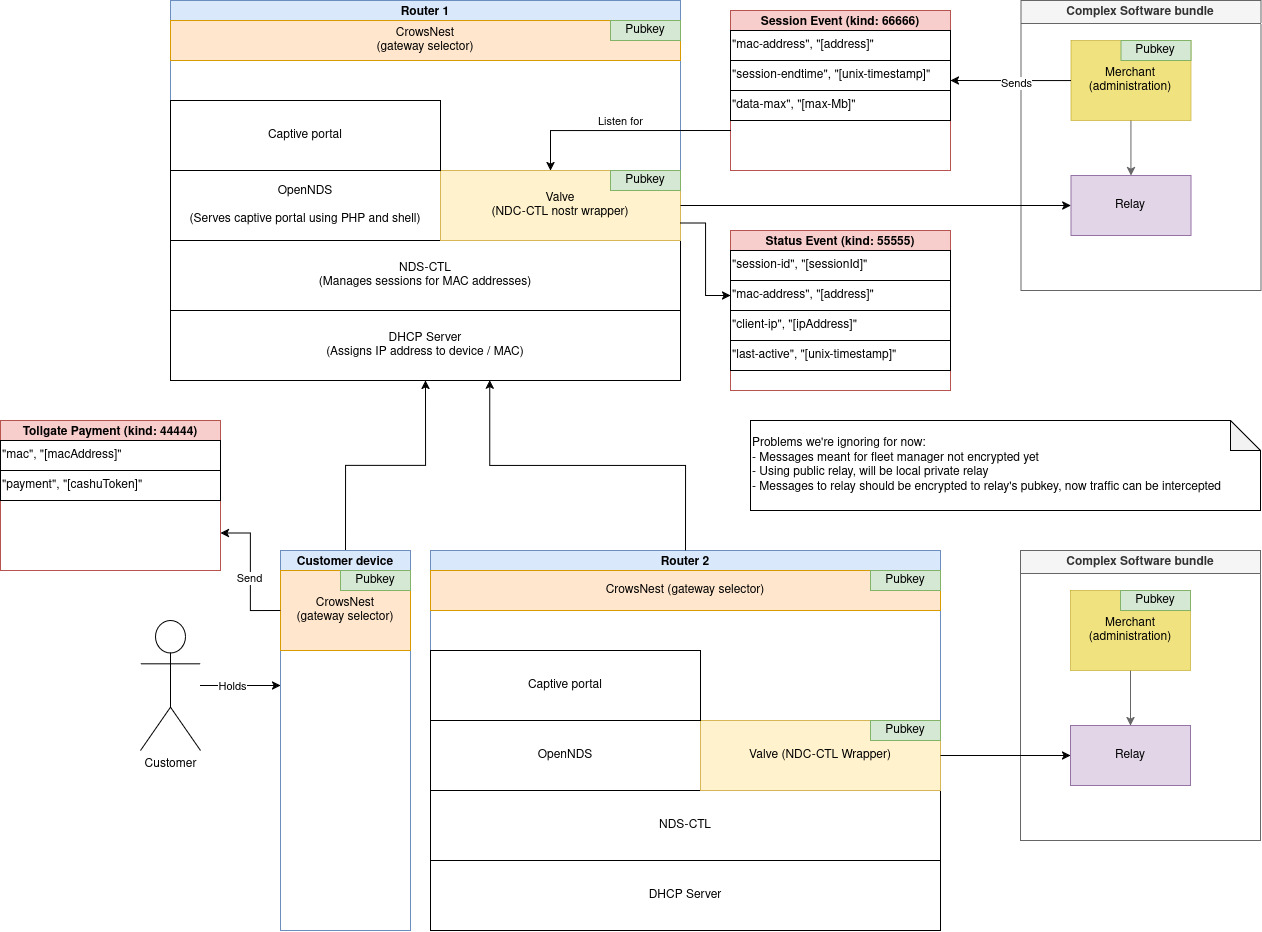 Router 1
CrowsNest
(gateway selector)
Pubkey
Captive portal
OpenNDS
(Serves captive portal using PHP and shell)
Pubkey
Valve
(NDC-CTL nostr wrapper)
NDS-CTL
(Manages sessions for MAC addresses)
DHCP Server
(Assigns IP address to device / MAC)
Listen for
Session Event (kind: 66666)
"mac-address", "[address]"
"session-endtime", "[unix-timestamp]"
"data-max", "[max-Mb]"
Sends
Complex Software bundle
Pubkey
Merchant
(administration)
Relay
Status Event (kind: 55555)
"session-id", "[sessionId]"
"mac-address", "[address]"
"client-ip", "[ipAddress]"
"last-active", "[unix-timestamp]"
Tollgate Payment (kind: 44444)
"mac", "[macAddress]"
"payment", "[cashuToken]"
Problems we're ignoring for now:
- Messages meant for fleet manager not encrypted yet
- Using public relay, will be local private relay
- Messages to relay should be encrypted to relay's pubkey, now traffic can be intercepted
Send
Customer device
Pubkey
CrowsNest
(gateway selector)
Holds
Customer
Router 2
Pubkey
CrowsNest (gateway selector)
Captive portal
OpenNDS
Pubkey
Valve (NDC-CTL Wrapper)
NDS-CTL
DHCP Server
Complex Software bundle
Pubkey
Merchant
(administration)
Relay